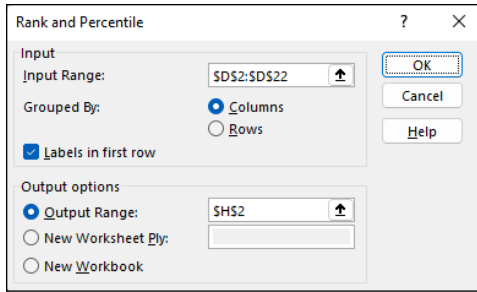 Rank and Percentile ? ×
Input
Input Range: $D$2:$D$22
Grouped By: Columns
Rows
Labels in first row
Output options
Output Range: $H$2
New Worksheet Ply:
New Workbook
OK
Cancel
Help